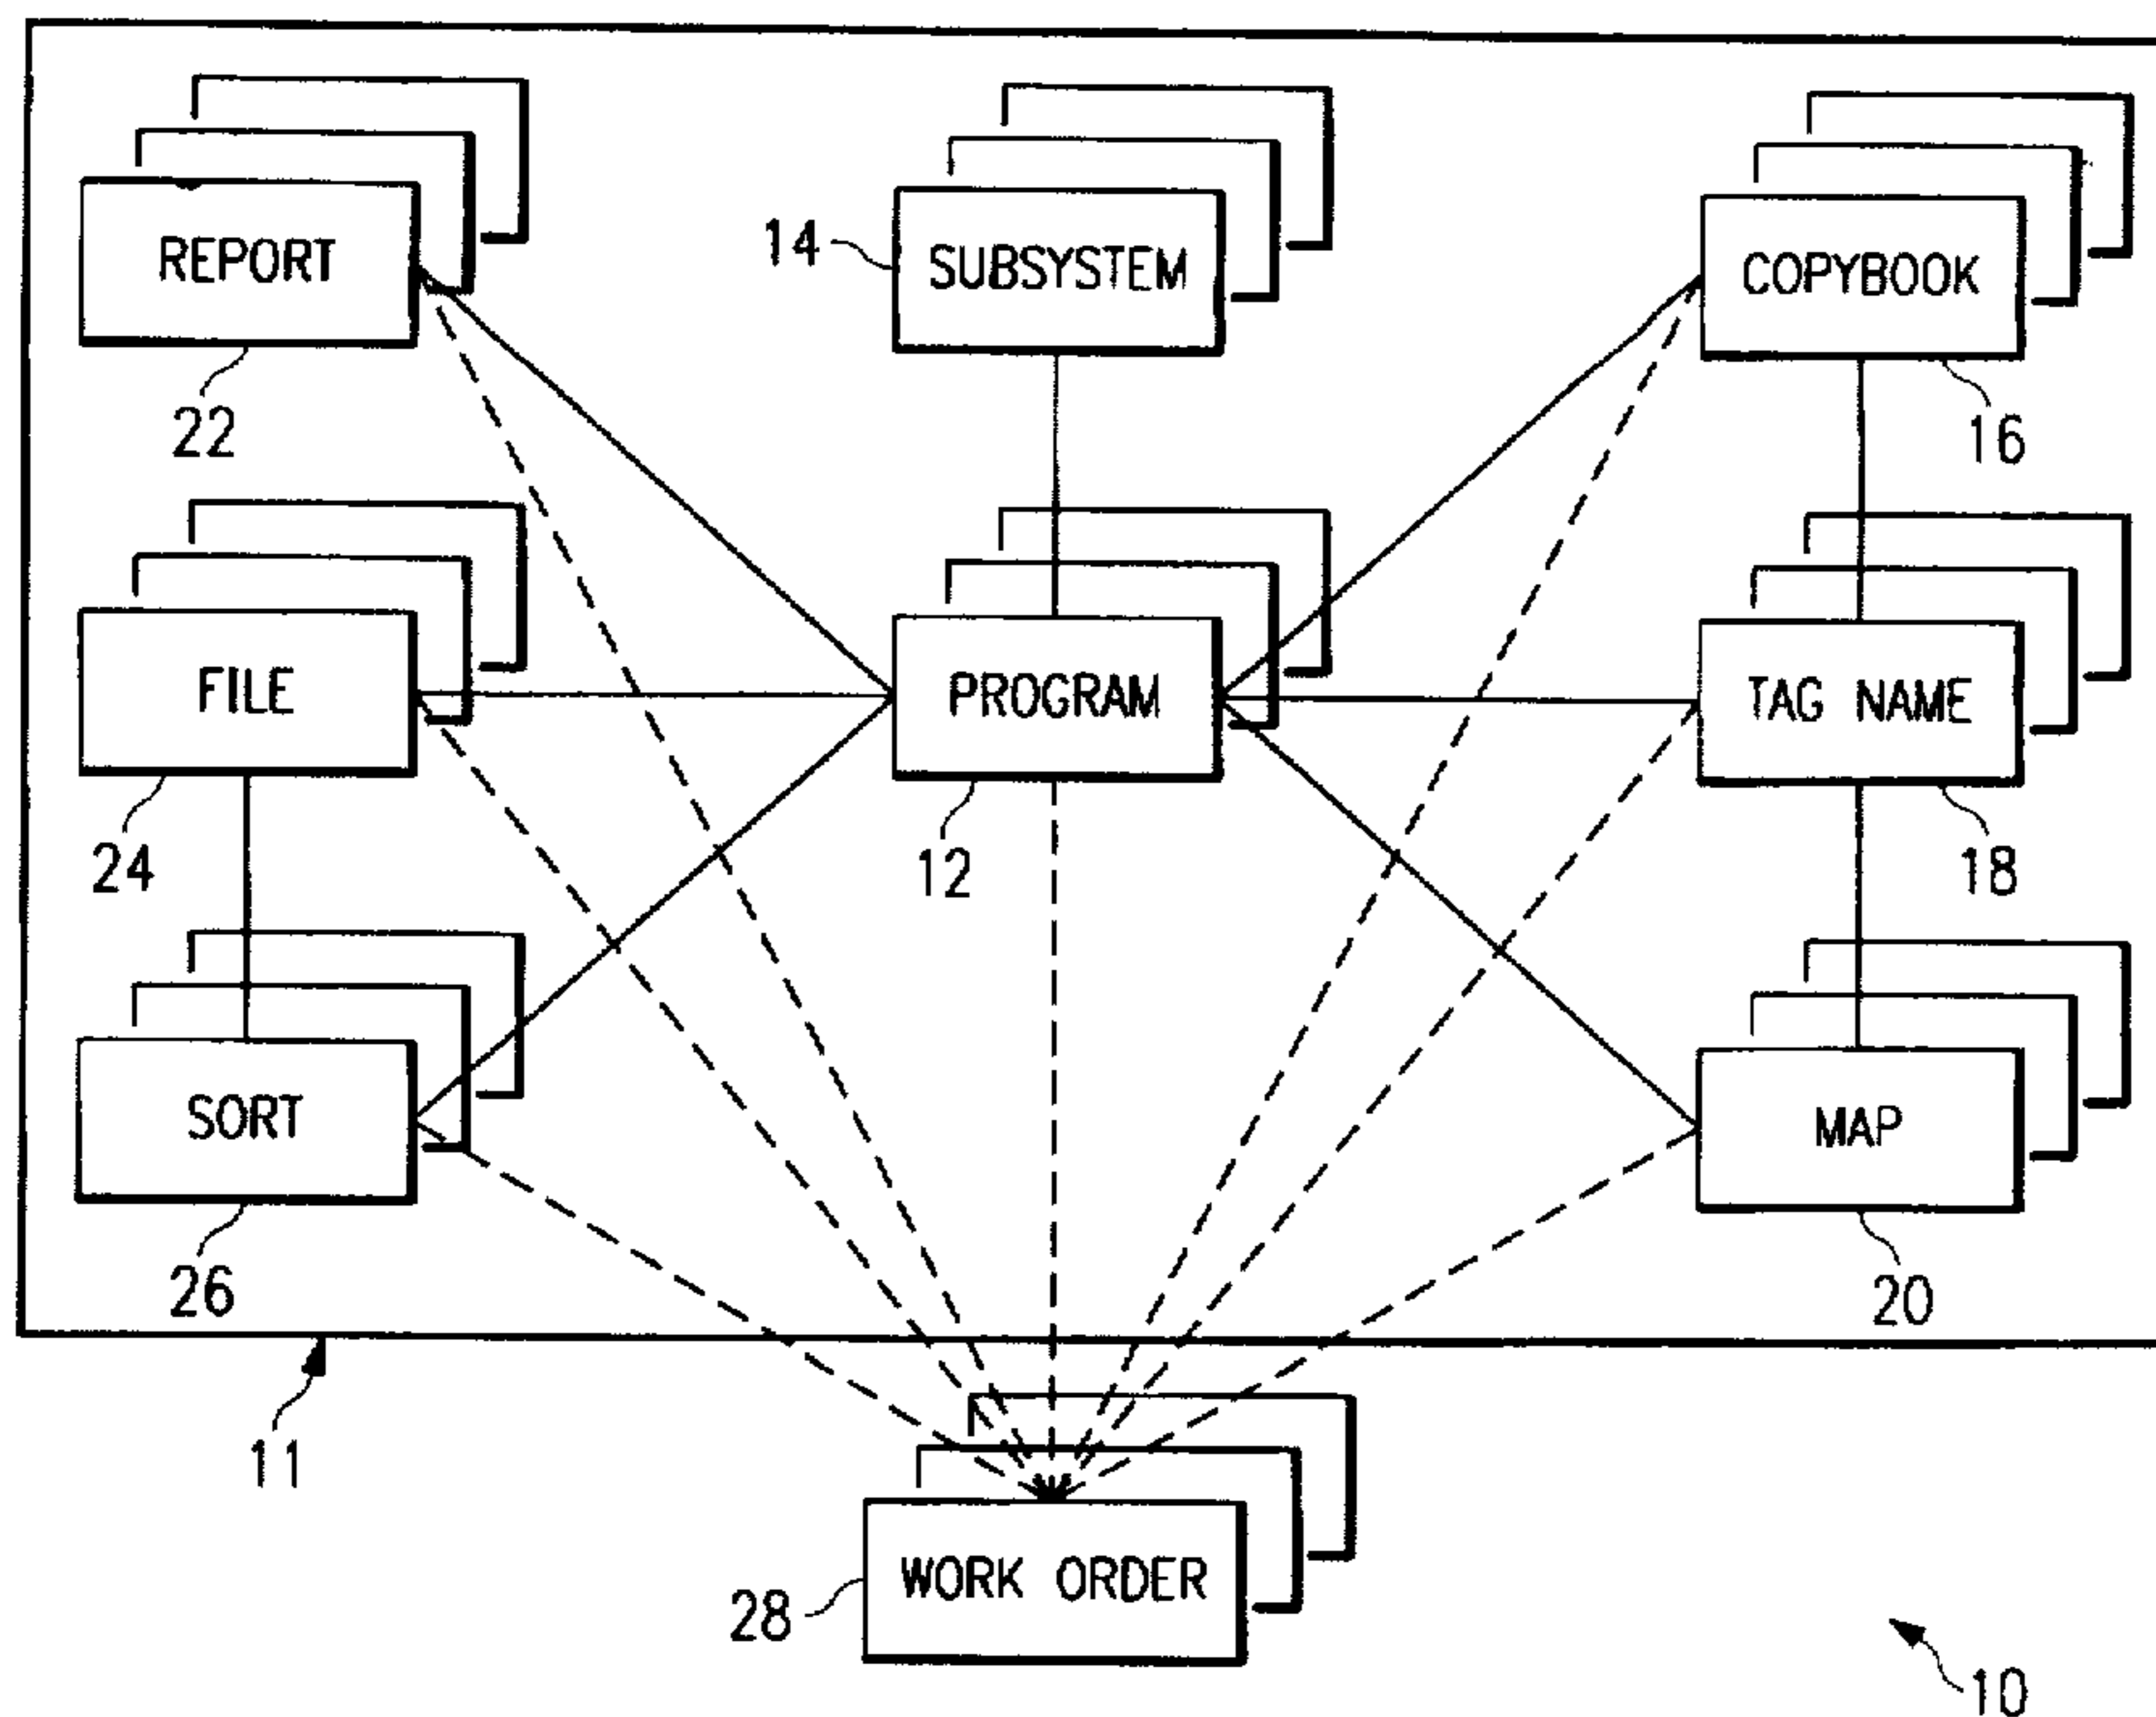 REPORT
14
SUBSYSTEM
COPYBOOK
22
16
FILE
PROGRAM
TAG NAME
24
12
18
SORT
MAP
26
20
11
28
WORK ORDER
10